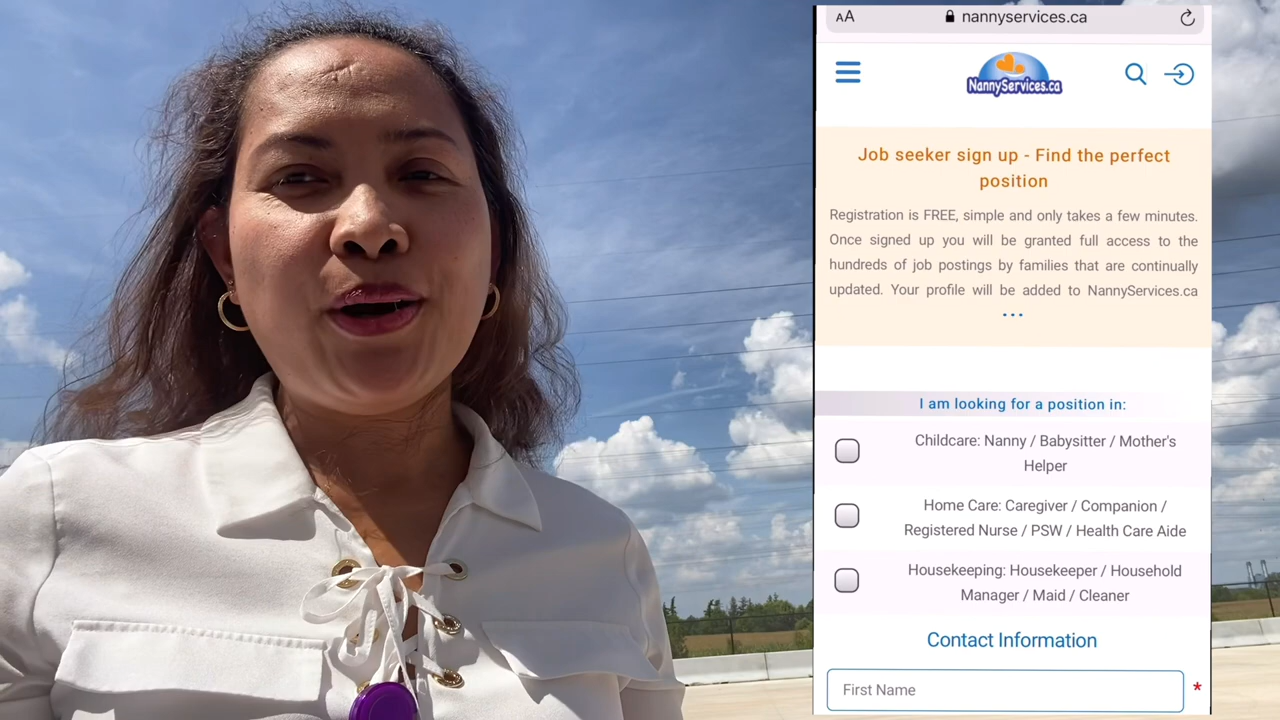 AA nannyservices.ca
NannyServices.ca
Job seeker sign up - Find the perfect
position
Registration is FREE, simple and only takes a few minutes.
Once signed up you will be granted full access to the
hundreds of job postings by families that are continually
updated. Your profile will be added to NannyServices.ca
...
I am looking for a position in:
Childcare: Nanny / Babysitter / Mother's
Helper
Home Care: Caregiver / Companion /
Registered Nurse / PSW / Health Care Aide
Housekeeping: Housekeeper / Household
Manager / Maid / Cleaner
Contact Information
First Name *